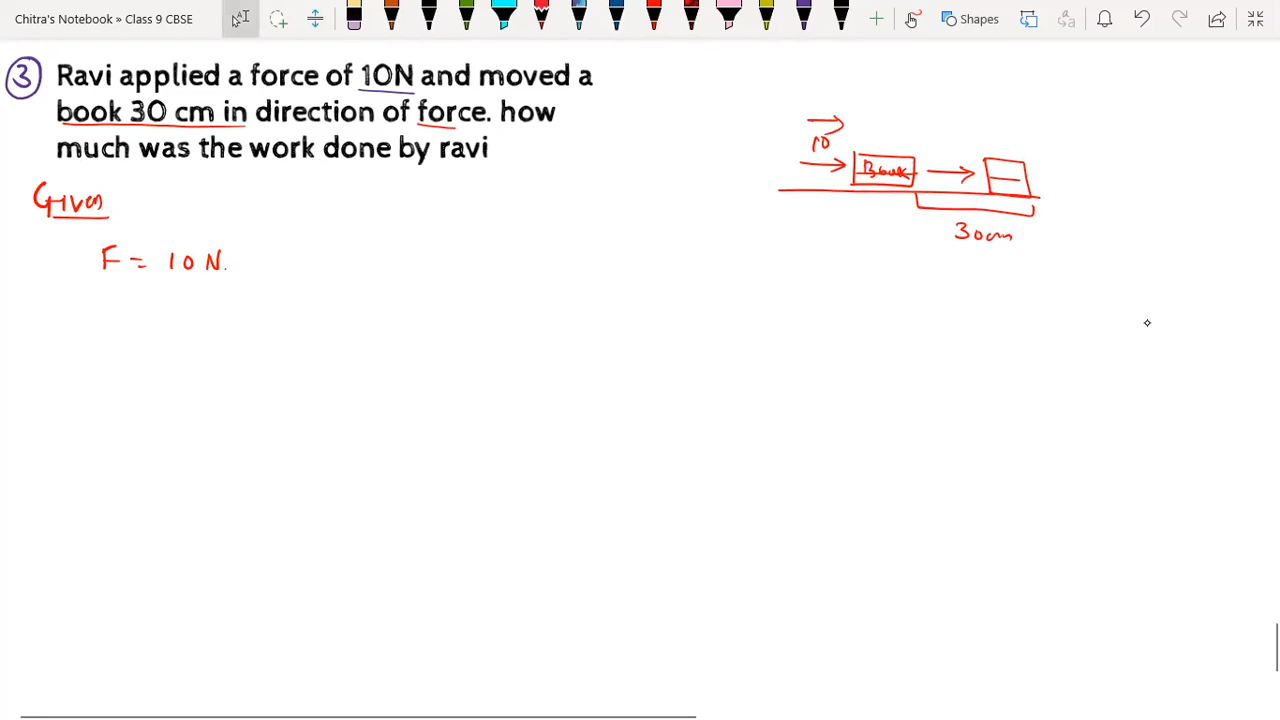 Chitra's Notebook » Class 9 CBSE
Shapes
3 Ravi applied a force of 10N and moved a
book 30 cm in direction of force. how
much was the work done by ravi
Given
F = 10 N.
10
Book
30cm